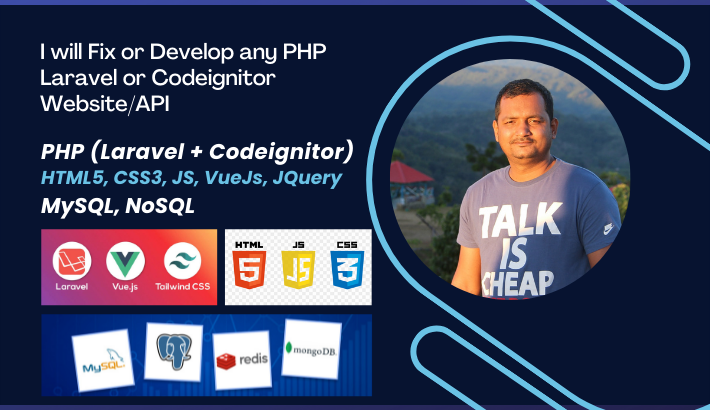 I will Fix or Develop any PHP
Laravel or Codeignitor
Website/API
PHP (Laravel + Codeignitor)
HTML5, CSS3, JS, VueJs, JQuery
MySQL, NoSQL
Laravel
Vue.js
Tailwind CSS
HTML
5
JS
JS
CSS
3
MySQL
redis
mongoDB
TALK
IS
CHEAP